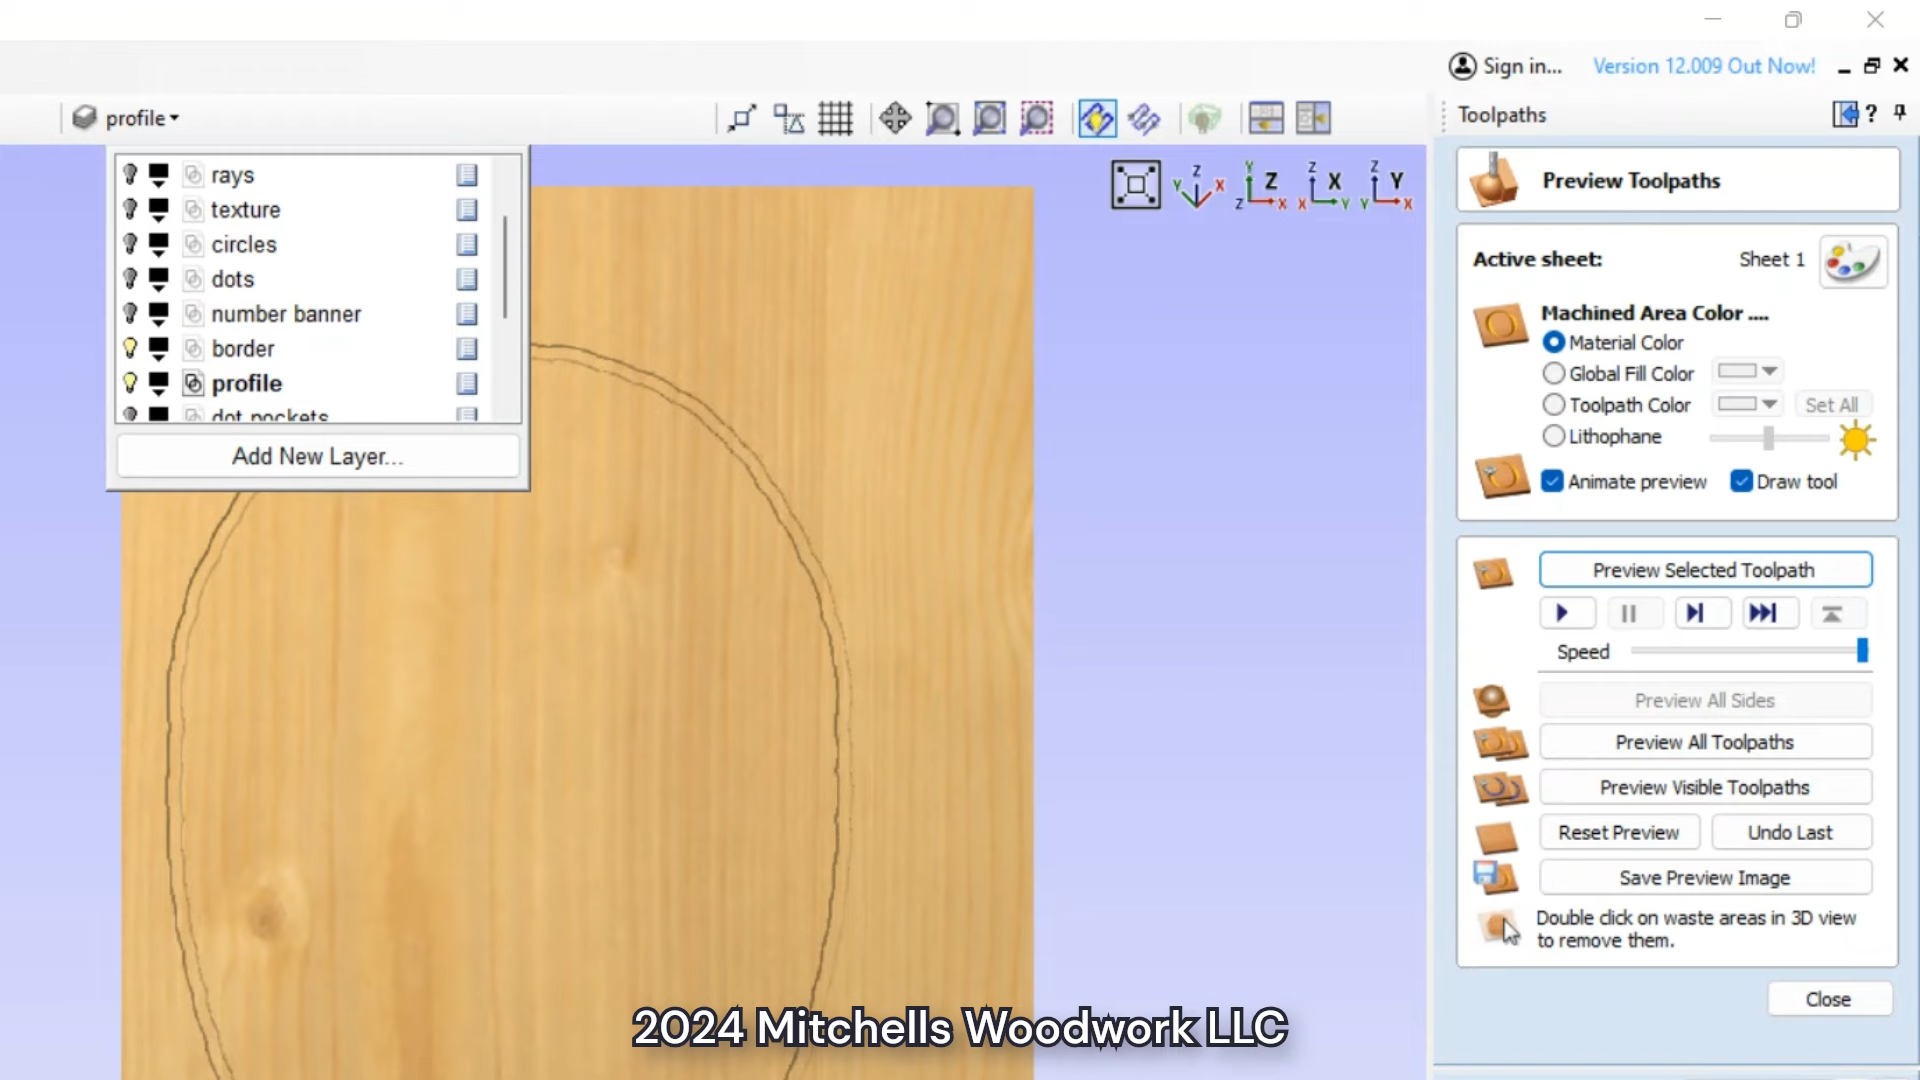 Sign in...
Version 12.009 Out Now!
profile
Toolpaths
rays
texture
circles
dots
number banner
border
profile
dot pockets
Add New Layer...
Z
Y
X
Y
Z
Z
X
Z
X
X
Y
Z
Y
Y
X
Preview Toolpaths
Active sheet:
Sheet 1
Machined Area Color ....
Material Color
Global Fill Color
Toolpath Color
Set All
Lithophane
Animate preview
Draw tool
Preview Selected Toolpath
Speed
Preview All Sides
Preview All Toolpaths
Preview Visible Toolpaths
Reset Preview
Undo Last
Save Preview Image
Double click on waste areas in 3D view
to remove them.
Close
2024 Mitchells Woodwork LLC